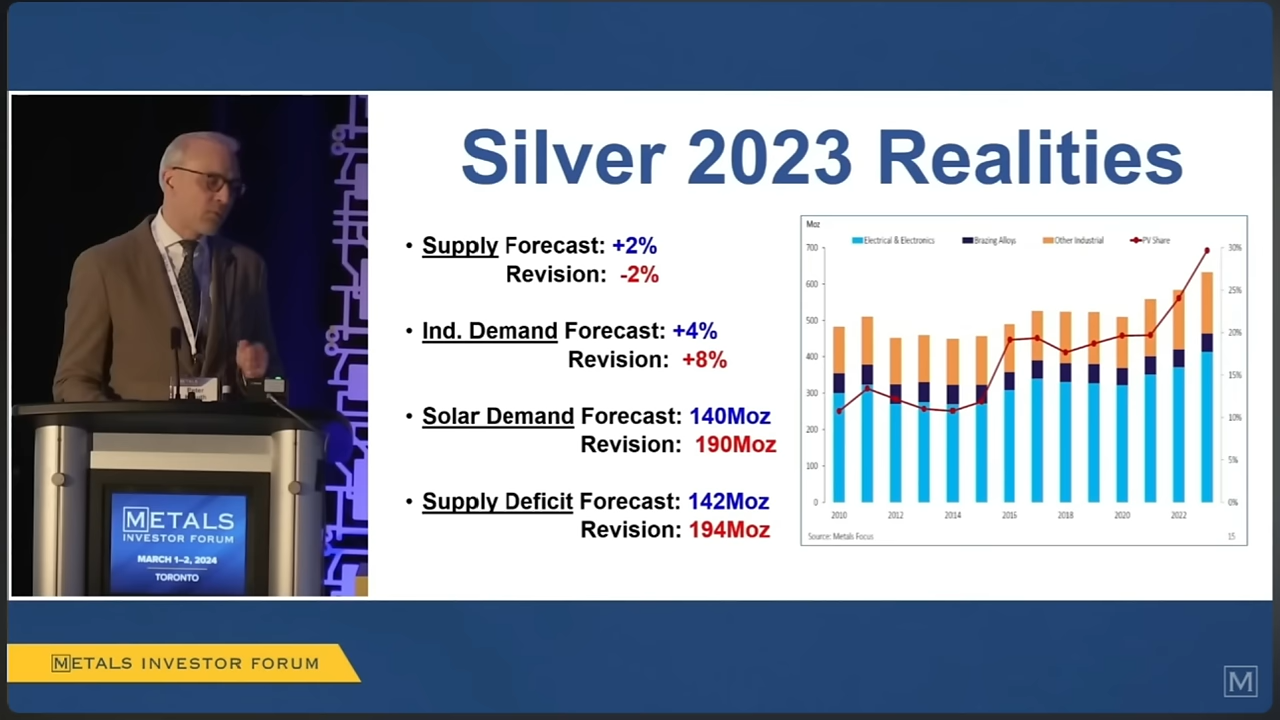 Silver 2023 Realities
• Supply Forecast: +2%
Revision: -2%
• Ind. Demand Forecast: +4%
Revision: +8%
• Solar Demand Forecast: 140Moz
Revision: 190Moz
• Supply Deficit Forecast: 142Moz
Revision: 194Moz
Moz
Electrical & Electronics
Brazing Alloys
Other Industrial
PV Share
700
600
500
400
300
200
100
0
30%
25%
20%
15%
10%
5%
0%
2010
2012
2014
2016
2018
2020
2022
Source: Metals Focus
15
METALS
INVESTOR FORUM
MARCH 1–2, 2024
TORONTO
METALS INVESTOR FORUM
M